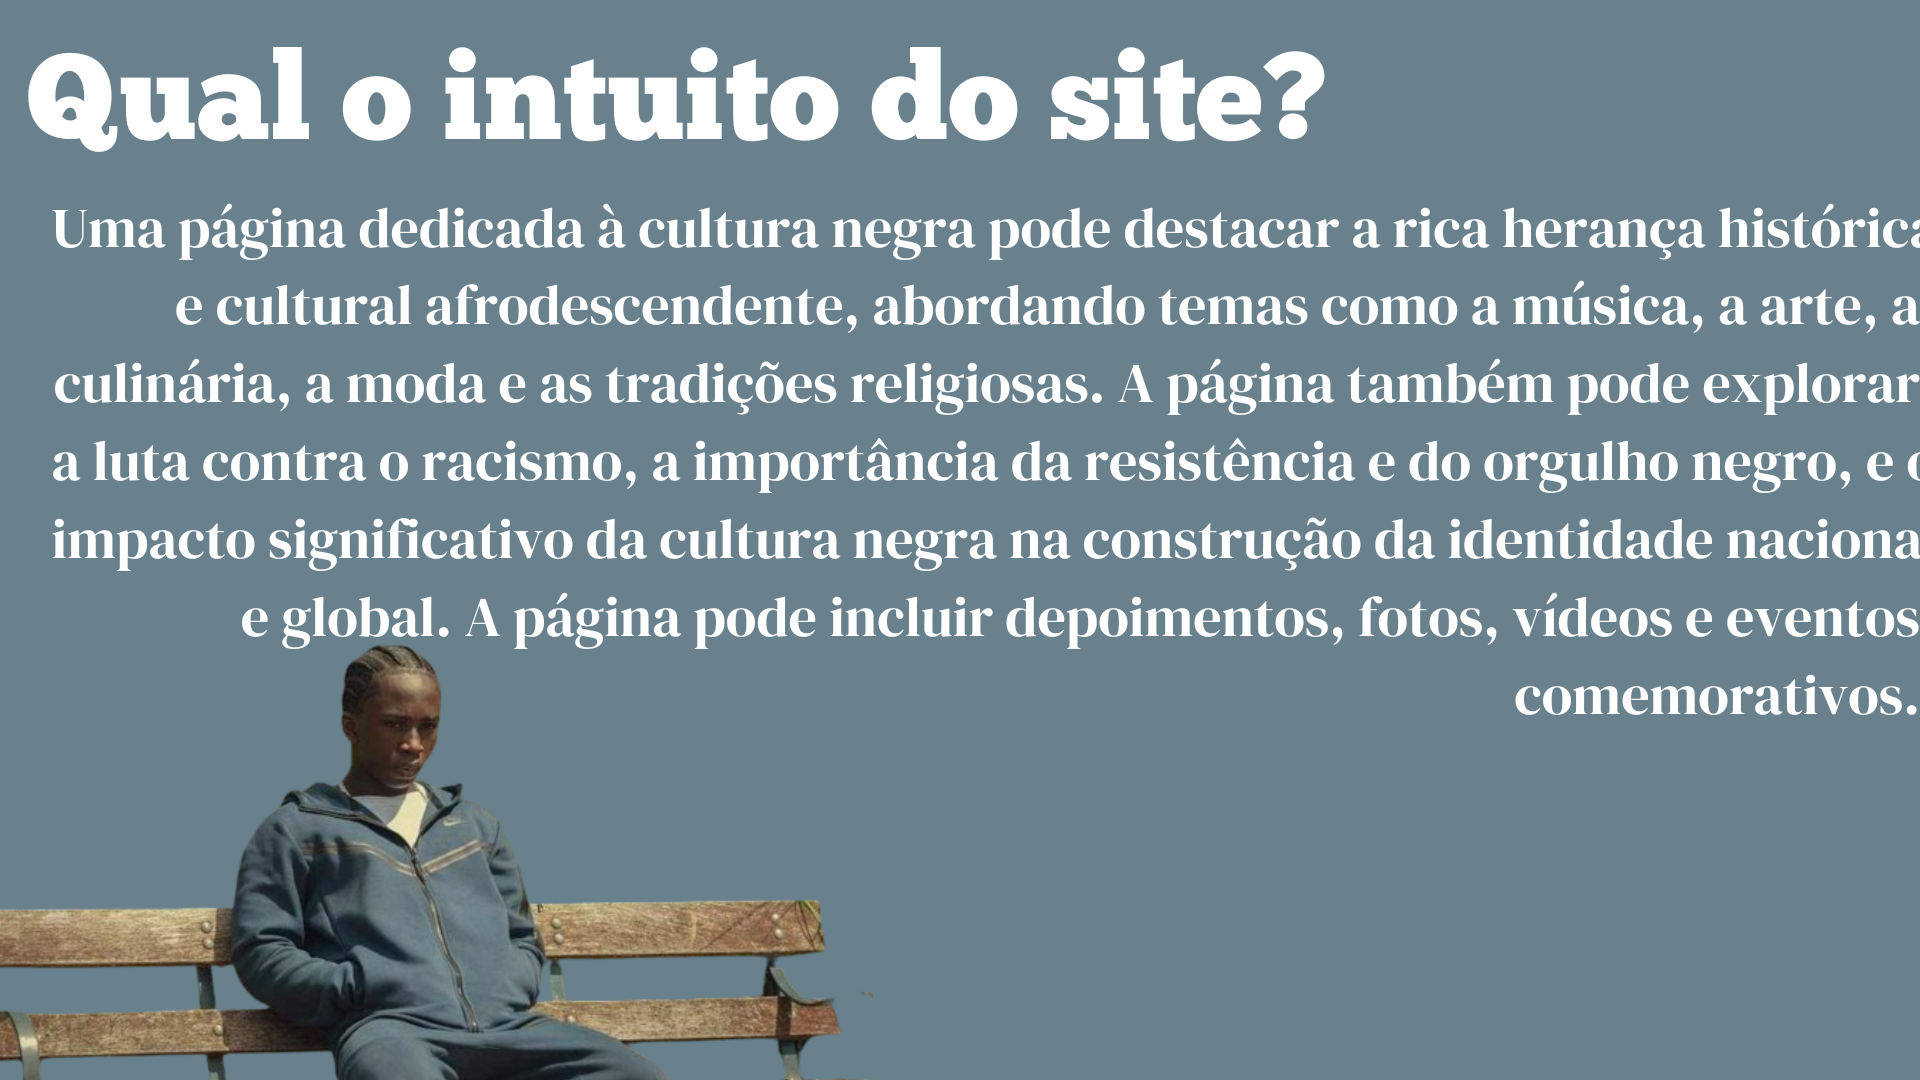 Qual o intuito do site?
Uma página dedicada à cultura negra pode destacar a rica herança histórica
e cultural afrodescendente, abordando temas como a música, a arte, a
culinária, a moda e as tradições religiosas. A página também pode explorar
a luta contra o racismo, a importância da resistência e do orgulho negro, e o
impacto significativo da cultura negra na construção da identidade naciona
e global. A página pode incluir depoimentos, fotos, vídeos e eventos
comemorativos.